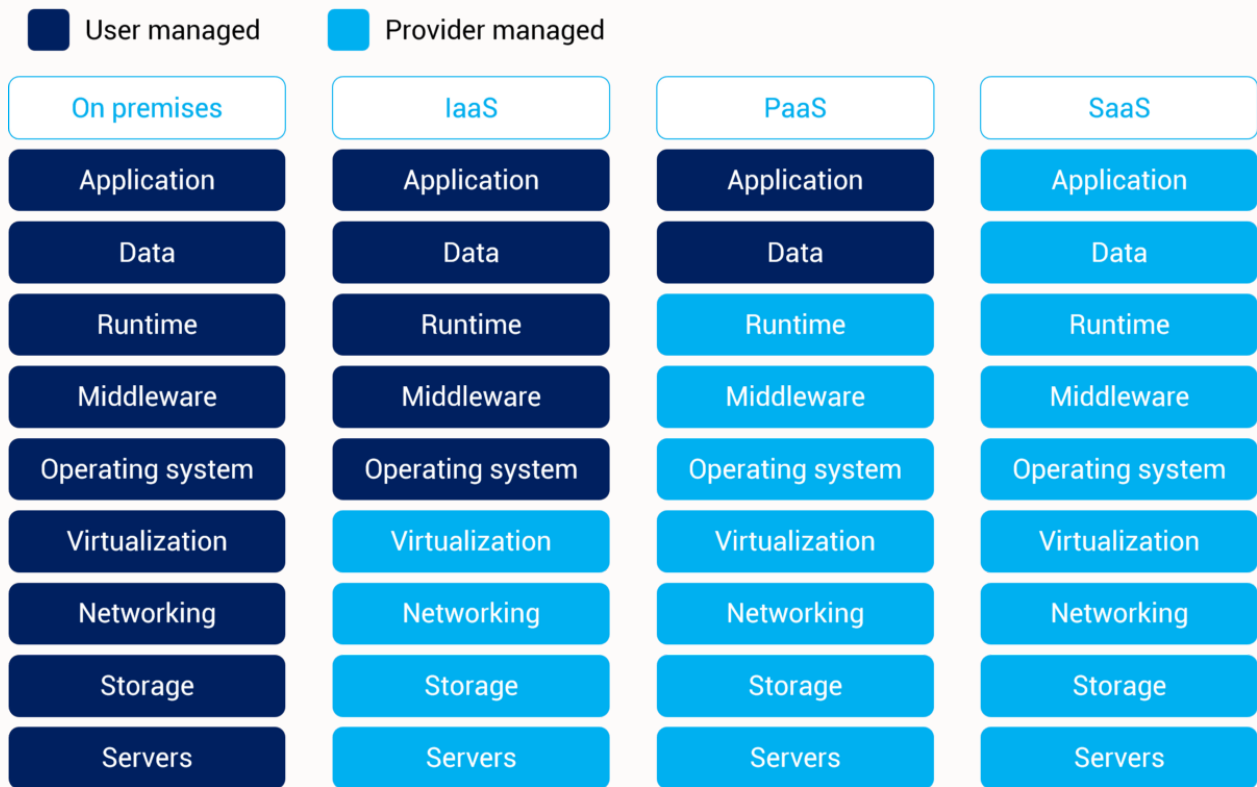 User managed
Provider managed
On premises
IaaS
PaaS
SaaS
Application
Application
Application
Application
Data
Data
Data
Data
Runtime
Runtime
Runtime
Runtime
Middleware
Middleware
Middleware
Middleware
Operating system
Operating system
Operating system
Operating system
Virtualization
Virtualization
Virtualization
Virtualization
Networking
Networking
Networking
Networking
Storage
Storage
Storage
Storage
Servers
Servers
Servers
Servers